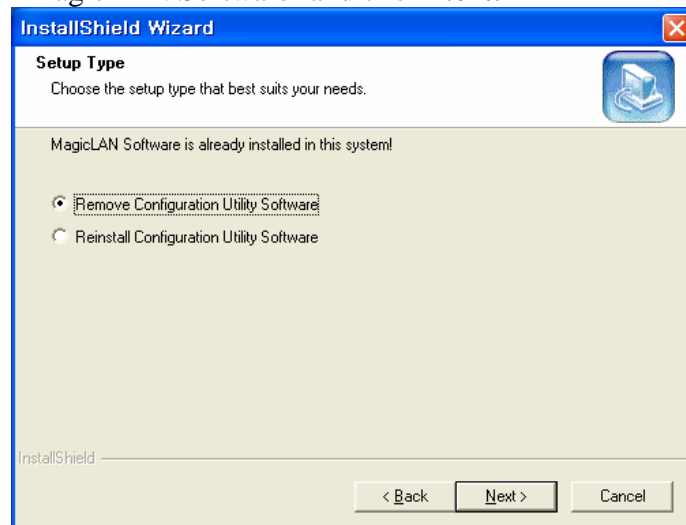 InstallShield Wizard
Setup Type
Choose the setup type that best suits your needs.
MagicLAN Software is already installed in this system!
Remove Configuration Utility Software
Reinstall Configuration Utility Software
InstallShield
< Back Next > Cancel